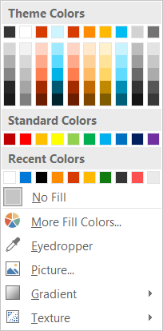 Theme Colors
Standard Colors
Recent Colors
No Fill
More Fill Colors...
Eyedropper
Picture...
Gradient
Texture